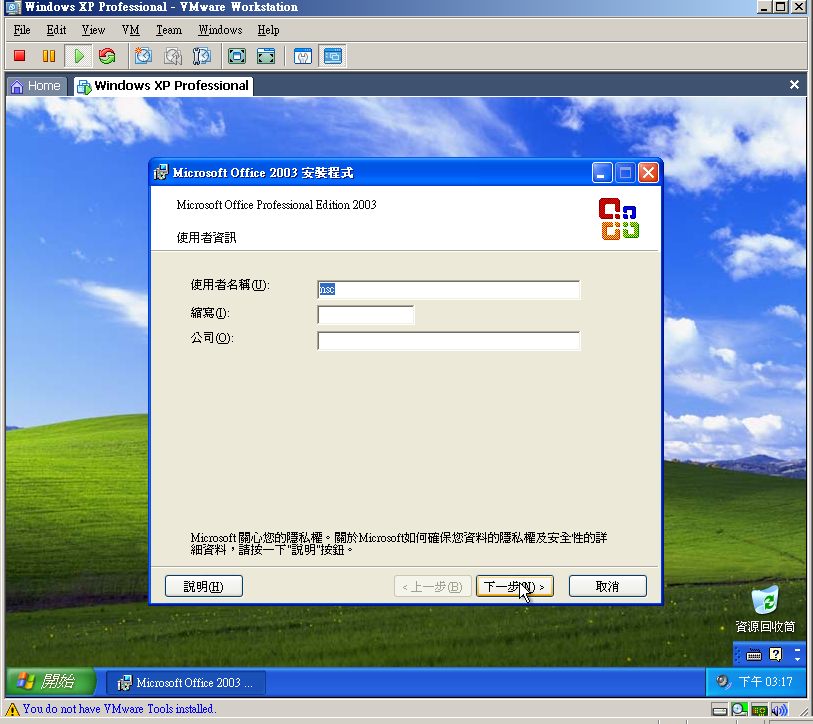 Windows XP Professional - VMware Workstation
File Edit View VM Team Windows Help
Home Windows XP Professional
Microsoft Office 2003 安裝程式
Microsoft Office Professional Edition 2003
使用者資訊
使用者名稱(U): nsc
縮寫(I):
公司(O):
Microsoft 關心您的隱私權。關於Microsoft如何確保您資料的隱私權及安全性的詳
細資料，請按一下"說明"按鈕。
說明(H) < 上一步(B) 下一步(N) > 取消
資源回收筒
開始 Microsoft Office 2003 ... 下午 03:17
You do not have VMware Tools installed.